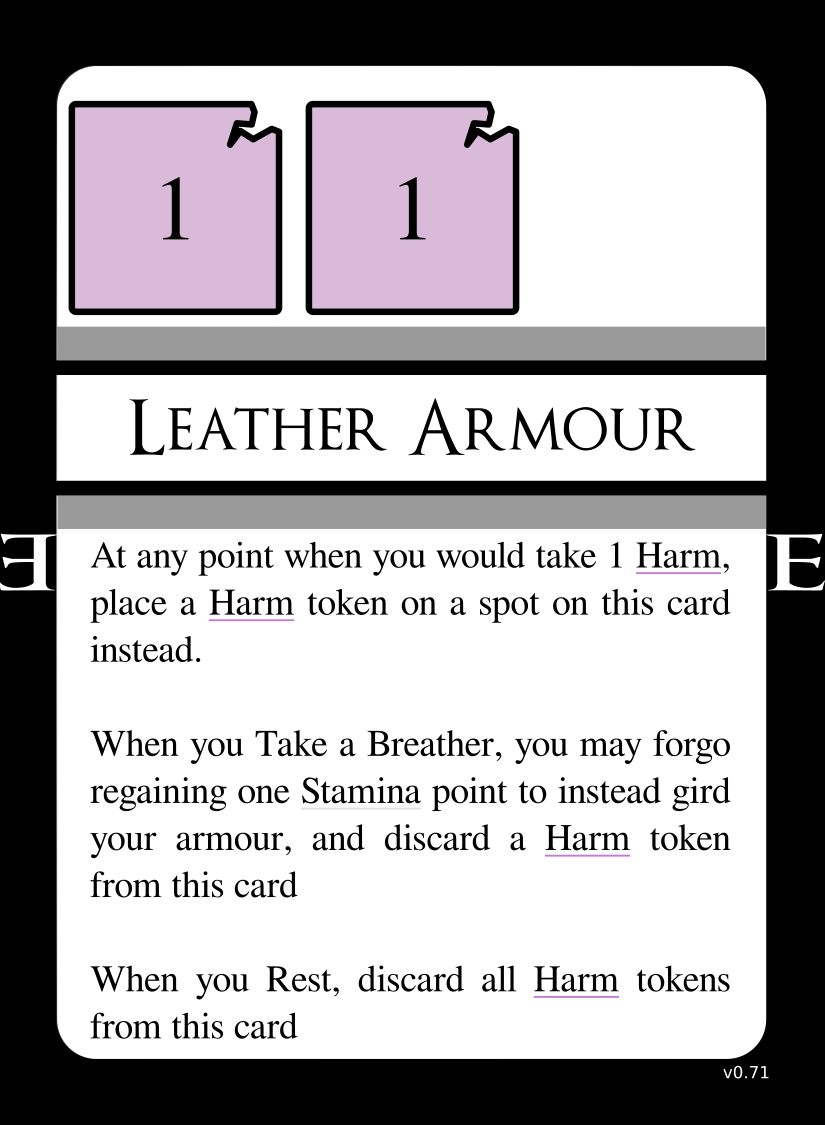 1 1
LEATHER ARMOUR
E E
At any point when you would take 1 Harm,
place a Harm token on a spot on this card
instead.
When you Take a Breather, you may forgo
regaining one Stamina point to instead gird
your armour, and discard a Harm token
from this card
When you Rest, discard all Harm tokens
from this card
v0.71